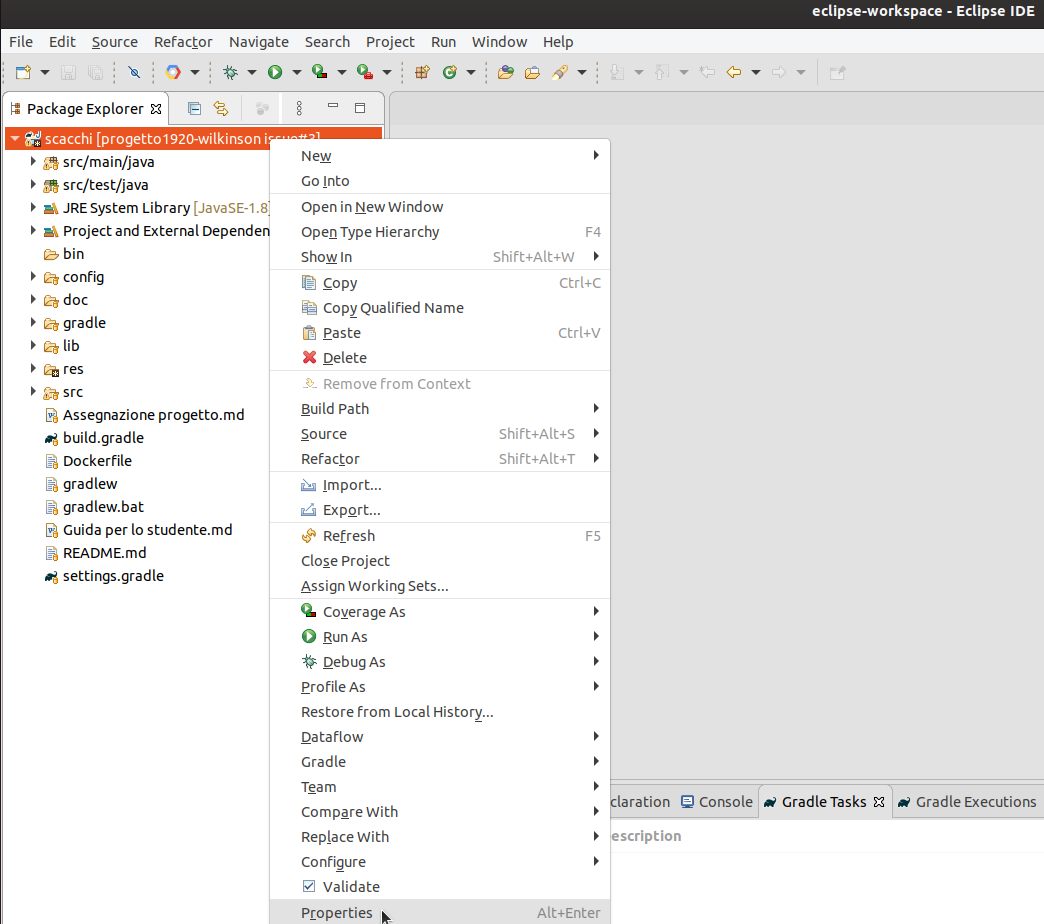 eclipse-workspace - Eclipse IDE
File Edit Source Refactor Navigate Search Project Run Window Help
Package Explorer
scacchi [progetto1920-wilkinson issue#3]
src/main/java
src/test/java
JRE System Library [JavaSE-1.8]
Project and External Dependen
bin
config
doc
gradle
lib
res
src
Assegnazione progetto.md
build.gradle
Dockerfile
gradlew
gradlew.bat
Guida per lo studente.md
README.md
settings.gradle
New
Go Into
Open in New Window
Open Type Hierarchy F4
Show In Shift+Alt+W
Copy Ctrl+C
Copy Qualified Name
Paste Ctrl+V
Delete
Remove from Context
Build Path
Source Shift+Alt+S
Refactor Shift+Alt+T
Import...
Export...
Refresh F5
Close Project
Assign Working Sets...
Coverage As
Run As
Debug As
Profile As
Restore from Local History...
Dataflow
Gradle
Team
Compare With
Replace With
Configure
Validate
Properties Alt+Enter
claration Console Gradle Tasks Gradle Executions
escription